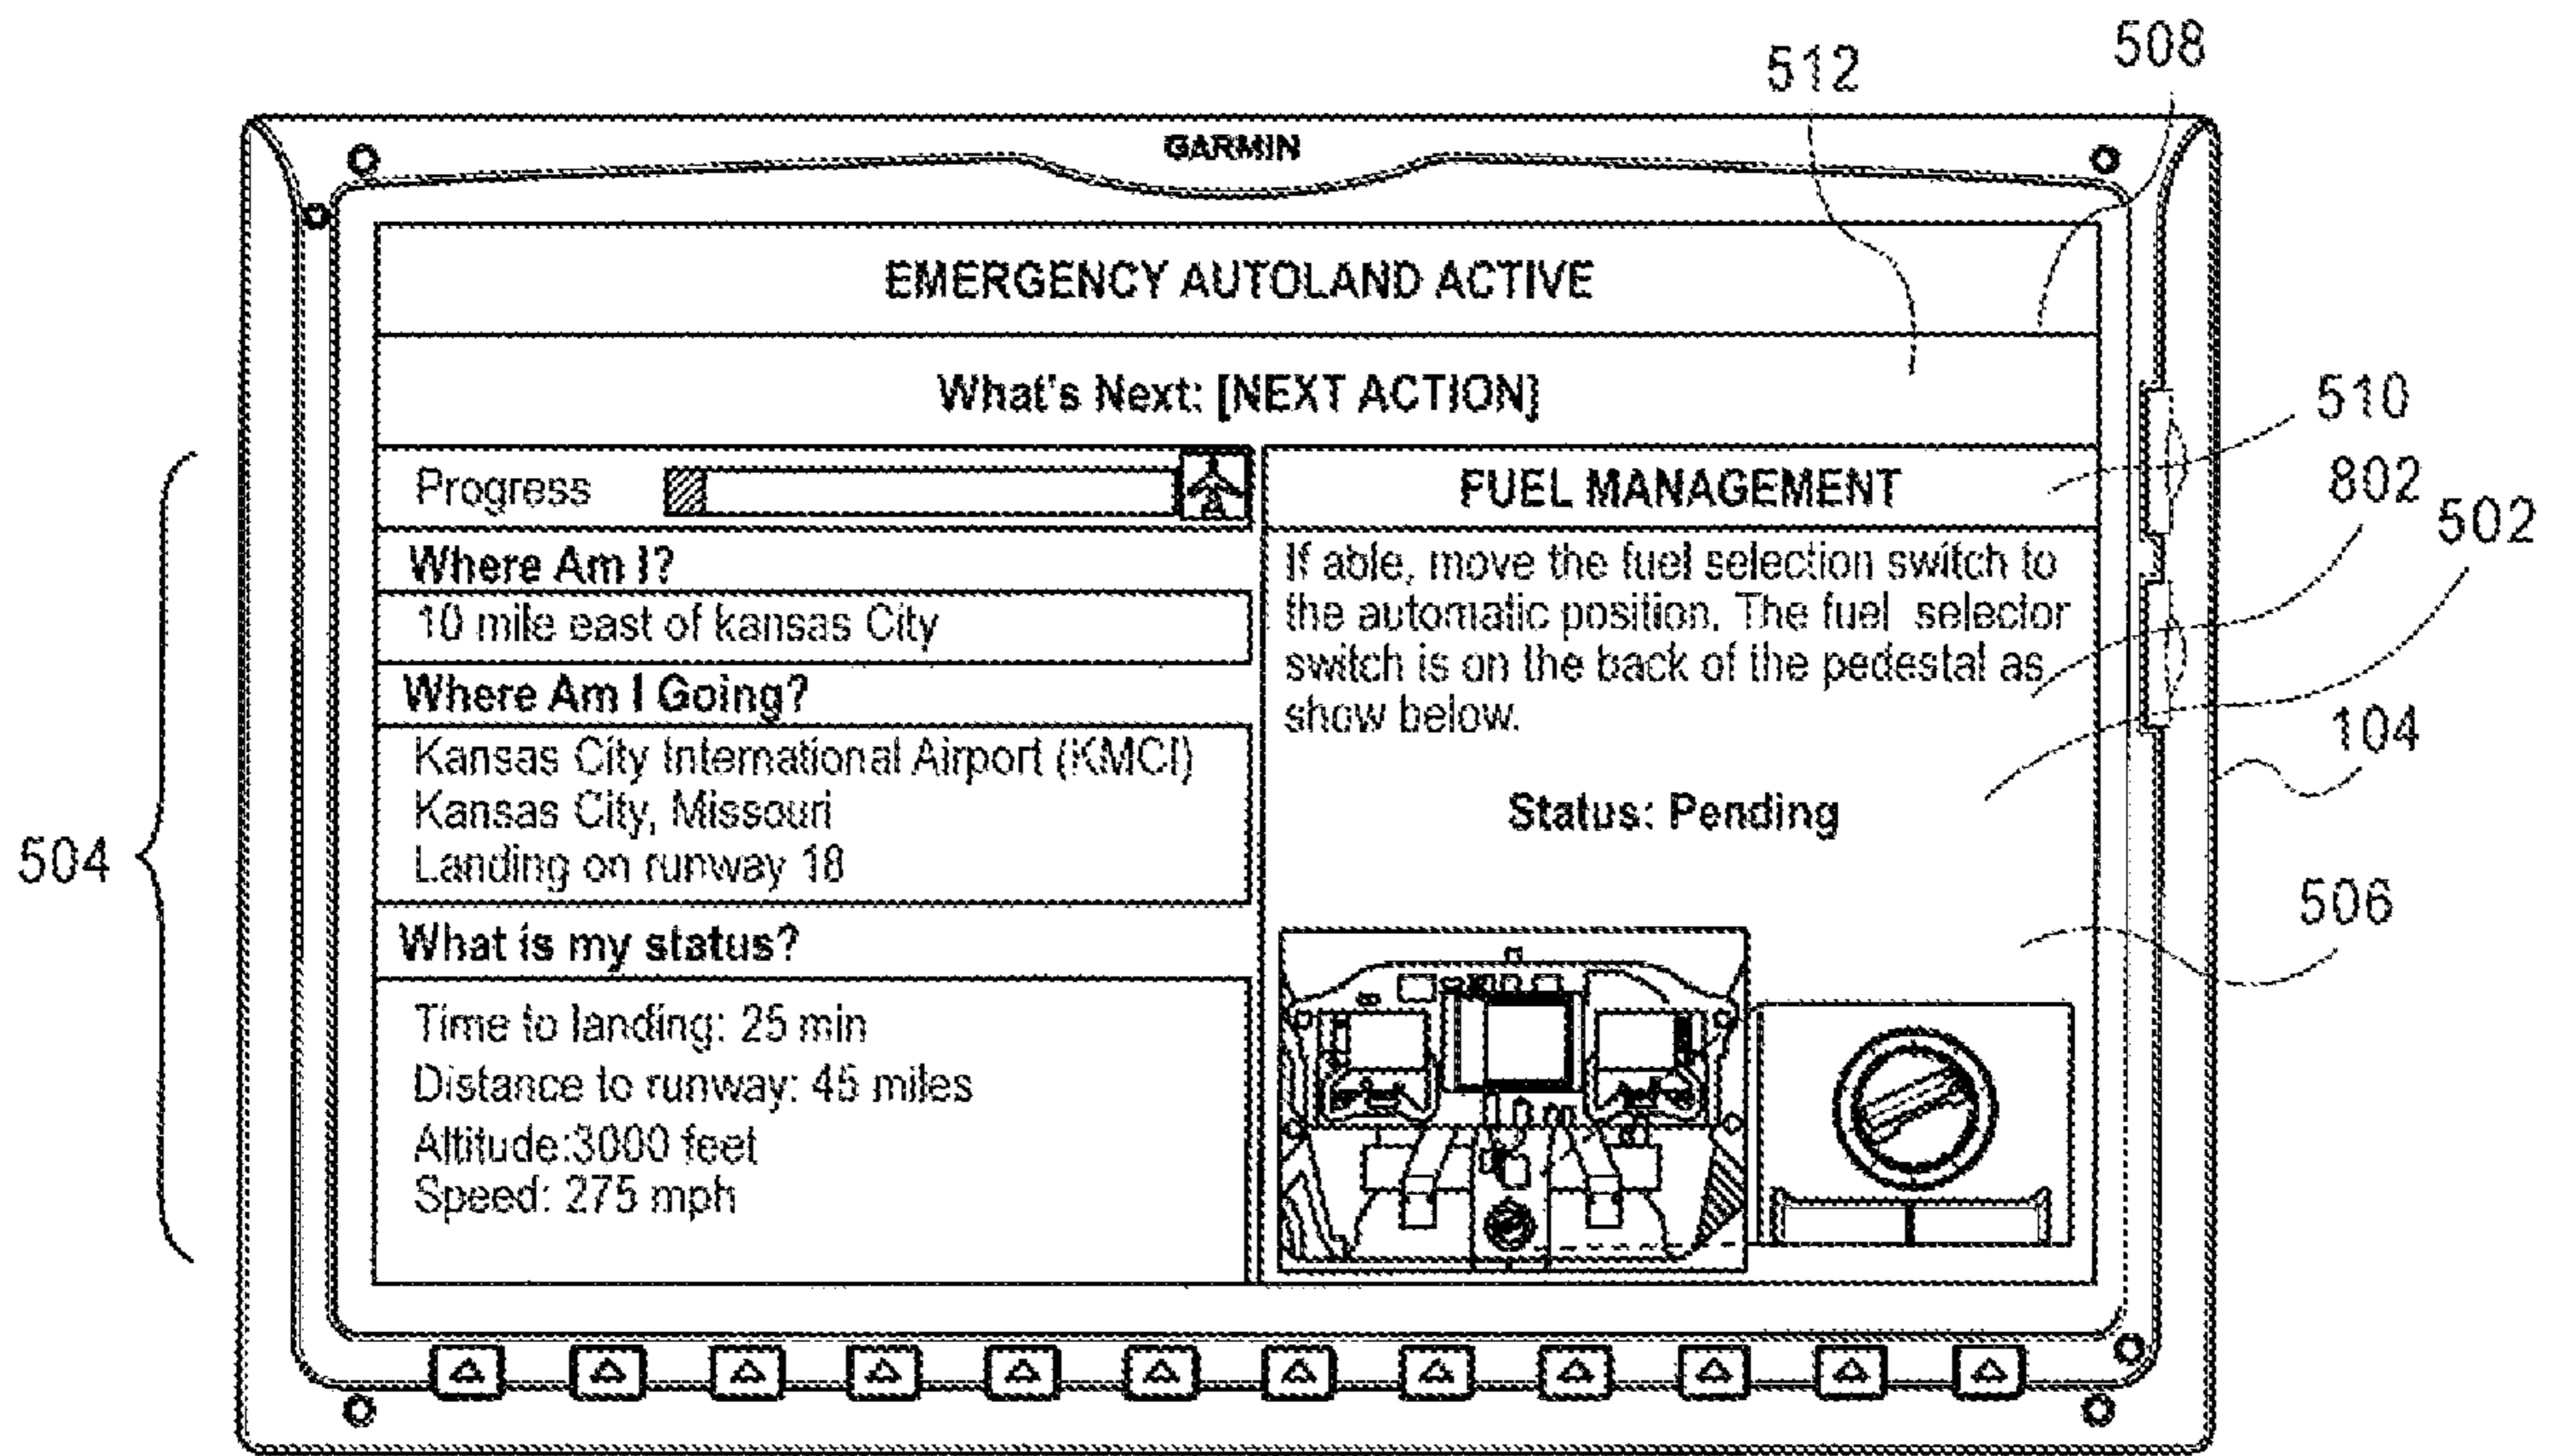 508
512
GARMIN
EMERGENCY AUTOLAND ACTIVE
What's Next: [NEXT ACTION]
510
802
502
104
506
504
Progress
Where Am I?
10 mile east of kansas City
Where Am I Going?
Kansas City International Airport (KMCI)
Kansas City, Missouri
Landing on runway 18
What is my status?
Time to landing: 25 min
Distance to runway: 45 miles
Altitude:3000 feet
Speed: 275 mph
FUEL MANAGEMENT
If able, move the fuel selection switch to
the automatic position. The fuel selector
switch is on the back of the pedestal as
show below.
Status: Pending